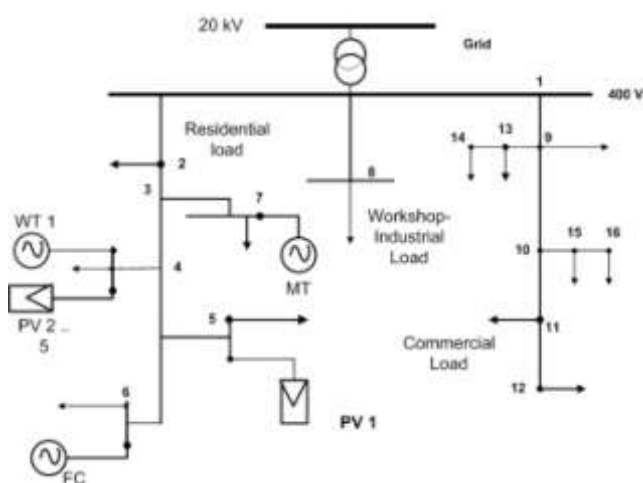 20 kV
Grid
1
400 V
Residential
load
2
3
7
8
14
13
9
WT 1
4
MT
Workshop-
Industrial
Load
10
15
16
PV 2 ..
5
5
Commercial
Load
11
12
6
PV 1
FC